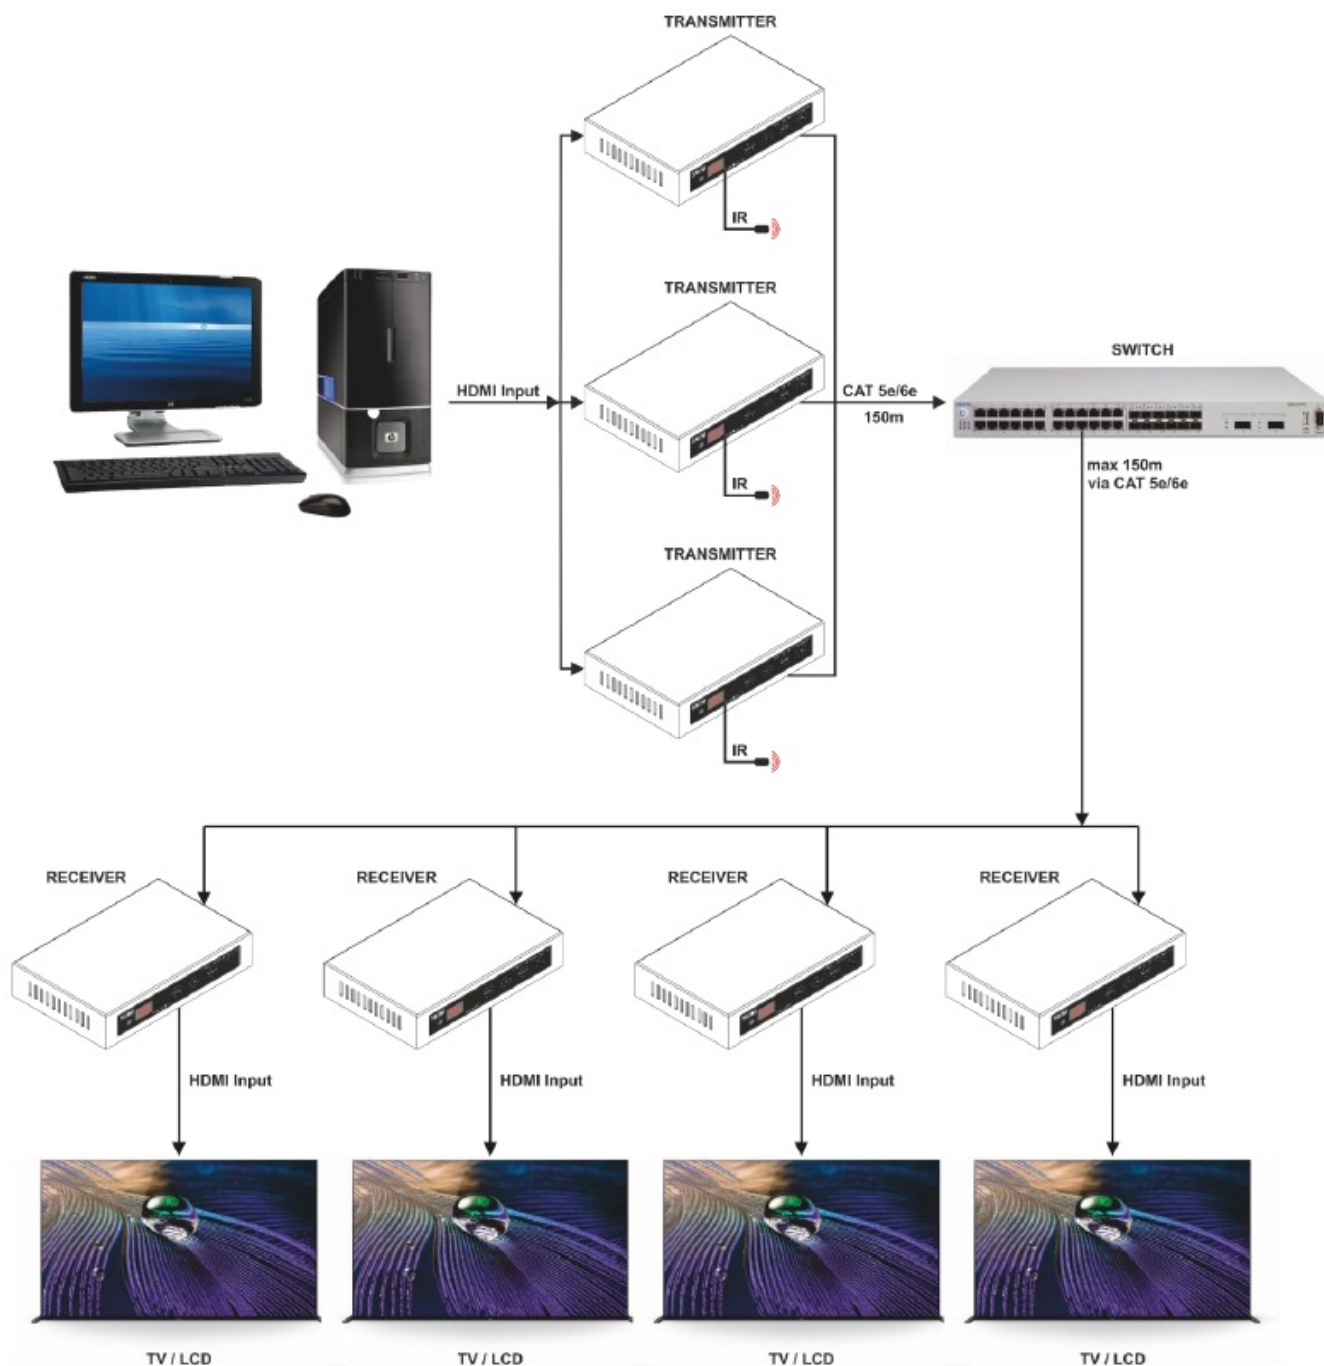 TRANSMITTER
IR
TRANSMITTER
SWITCH
HDMI Input
CAT 5e/6e
150m
max 150m
via CAT 5e/6e
IR
TRANSMITTER
IR
RECEIVER
RECEIVER
RECEIVER
RECEIVER
HDMI Input
HDMI Input
HDMI Input
HDMI Input
TV / LCD
TV / LCD
TV / LCD
TV / LCD